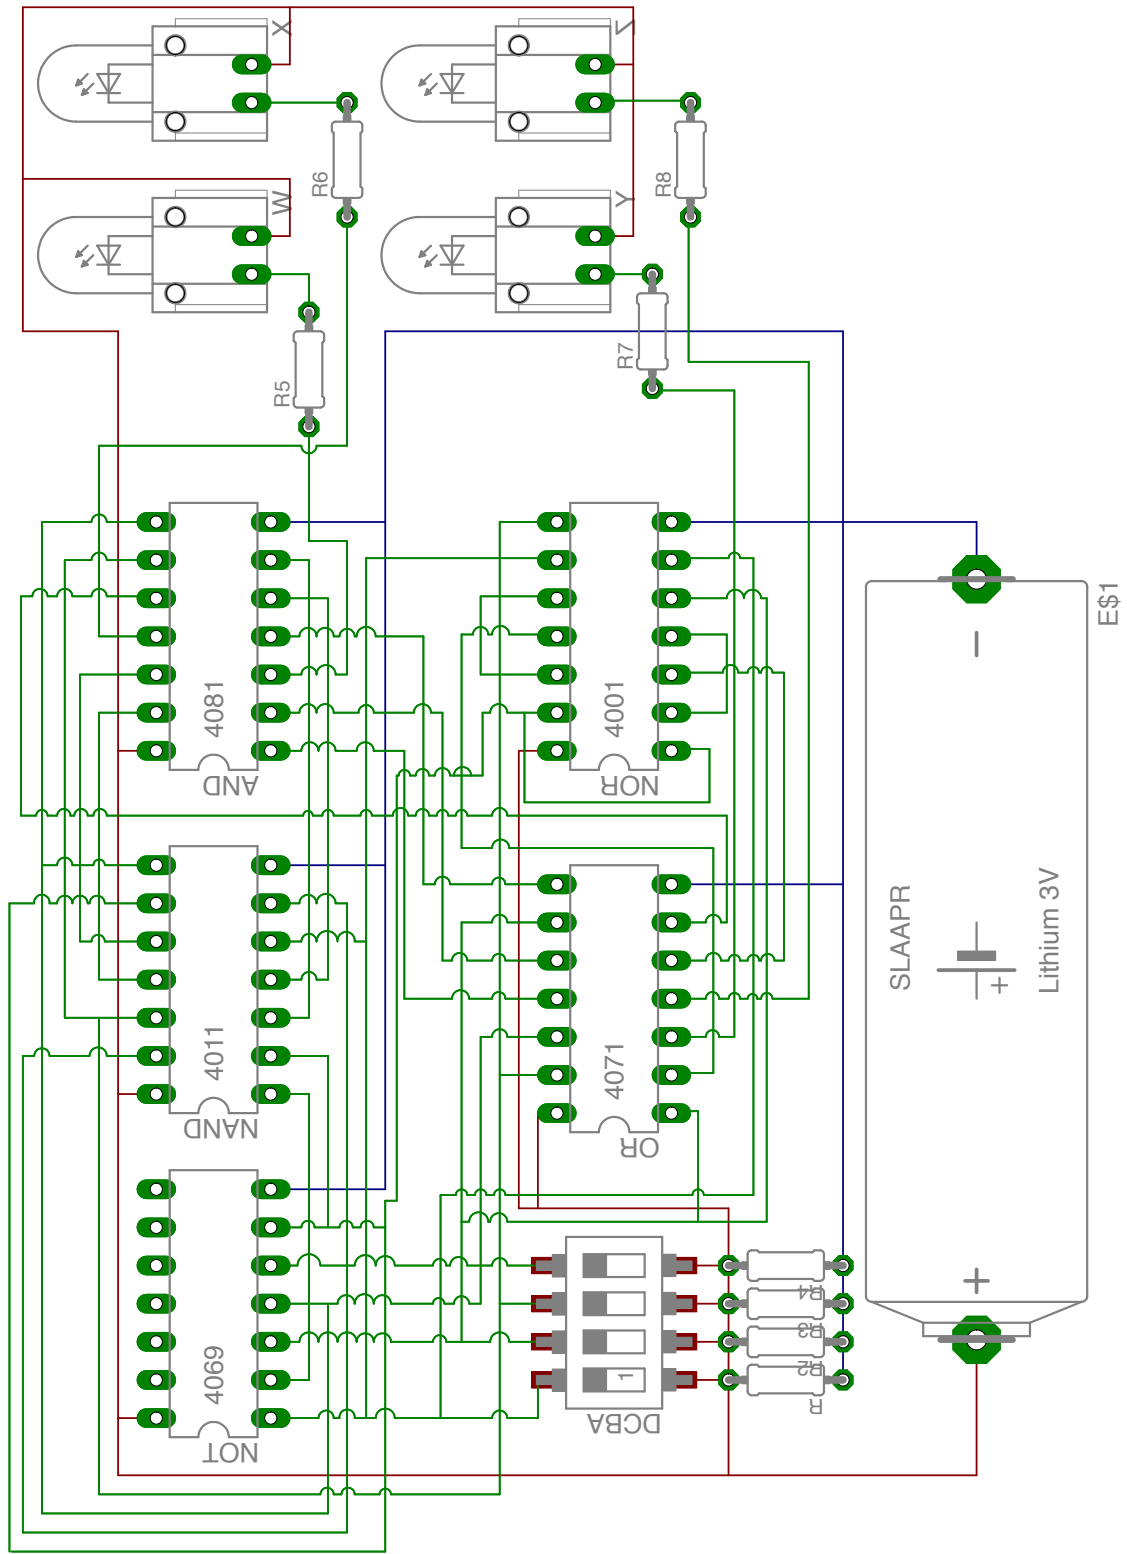 X
Z
W
Y
R6
R8
R5
R7
4081
AND
4001
NOR
E$1
−
SLAAPR
Lithium 3V
+
4011
NAND
4071
OR
+
4069
NOT
1
DCBA
R4
R3
R2
R